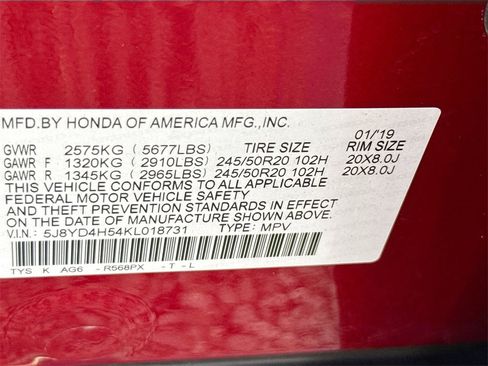 MFD.BY HONDA OF AMERICA MFG.,INC. 01/'19
GVWR 2575KG ( 5677LBS) TIRE SIZE RIM SIZE
GAWR F 1320KG ( 2910LBS) 245/50R20 102H 20X8.0J
GAWR R 1345KG ( 2965LBS) 245/50R20 102H 20X8.0J
THIS VEHICLE CONFORMS TO ALL APPLICABLE
FEDERAL MOTOR VEHICLE SAFETY
AND THEFT PREVENTION STANDARDS IN EFFECT
ON THE DATE OF MANUFACTURE SHOWN ABOVE.
V.I.N.: 5J8YD4H54KL018731 TYPE: MPV
TYS K AG6 - R568PX - T - L